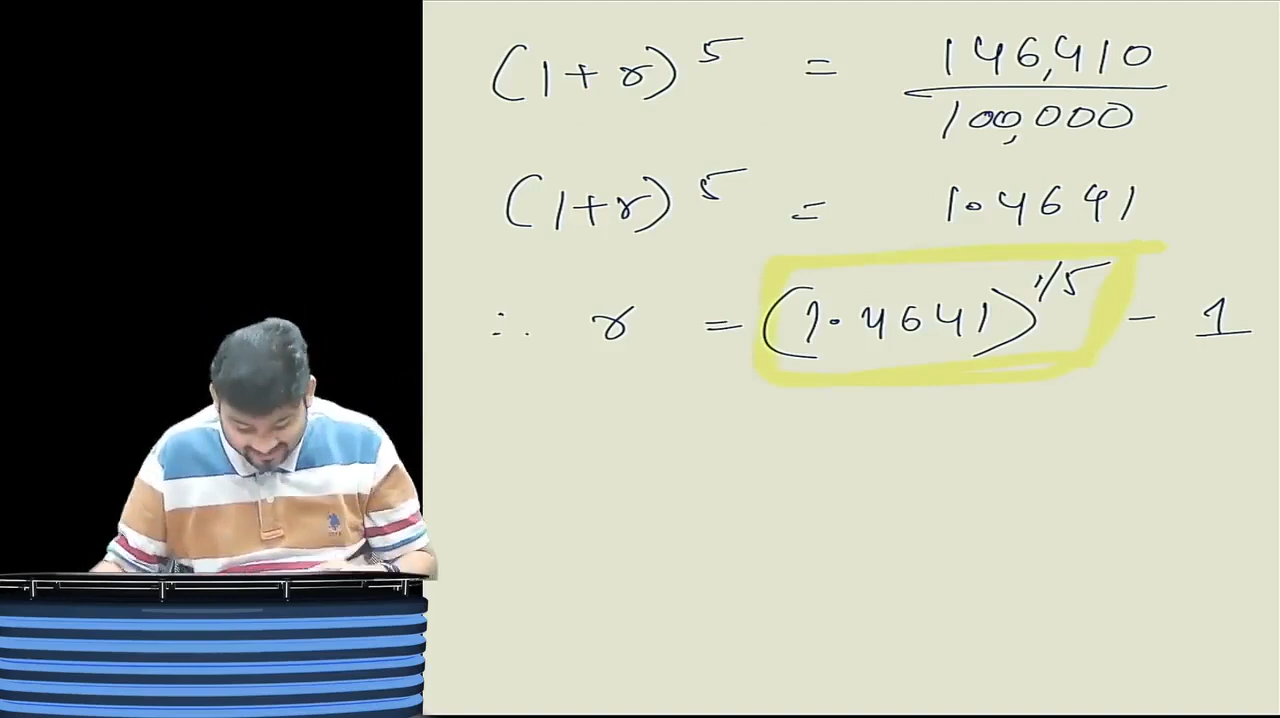 (1+r)^5 = 146,410/100,000
(1+r)^5 = 1.4641
∴ r = (1.4641)^1/5 - 1